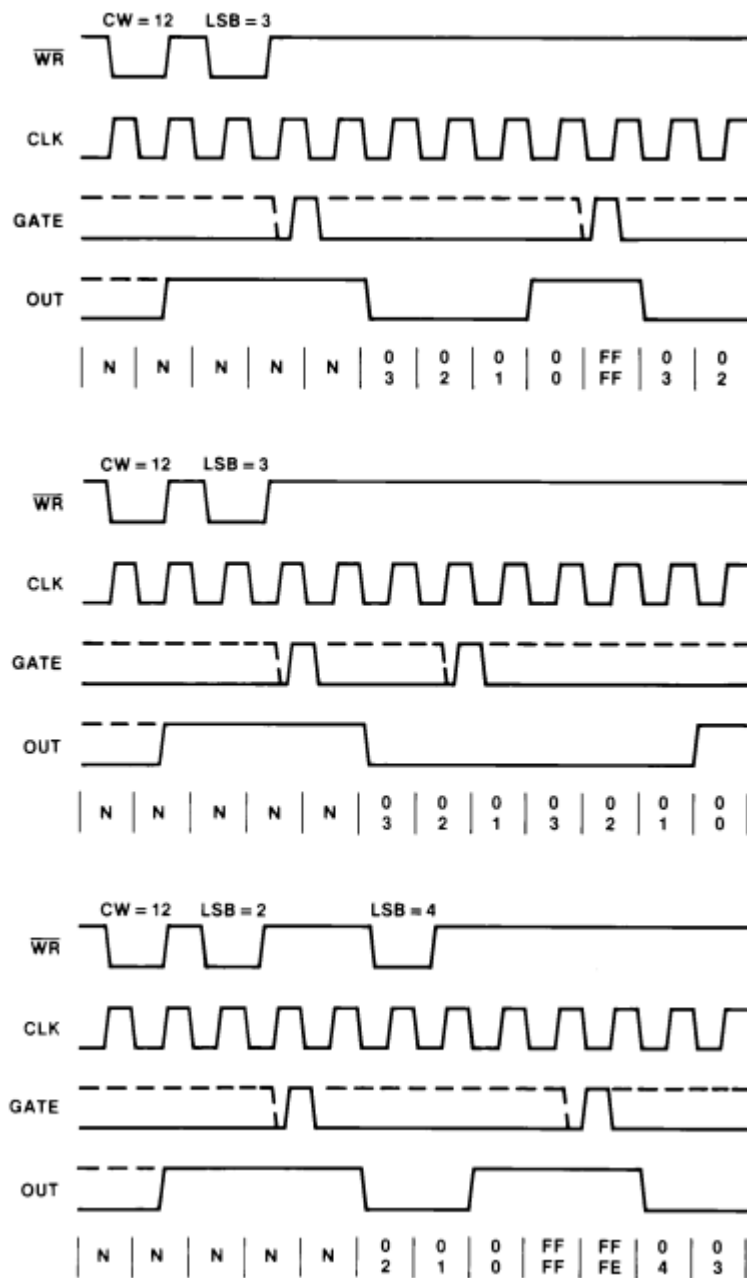 CW = 12 LSB = 3
WR
CLK
GATE
OUT
N N N N N 0 0 0 0 FF 0 0
3 2 1 0 FF 3 2
CW = 12 LSB = 3
WR
CLK
GATE
OUT
N N N N N 0 0 0 0 0 0 0
3 2 1 3 2 1 0
CW = 12 LSB = 2 LSB = 4
WR
CLK
GATE
OUT
N N N N N 0 0 0 FF FF 0 0
2 1 0 FF FE 4 3